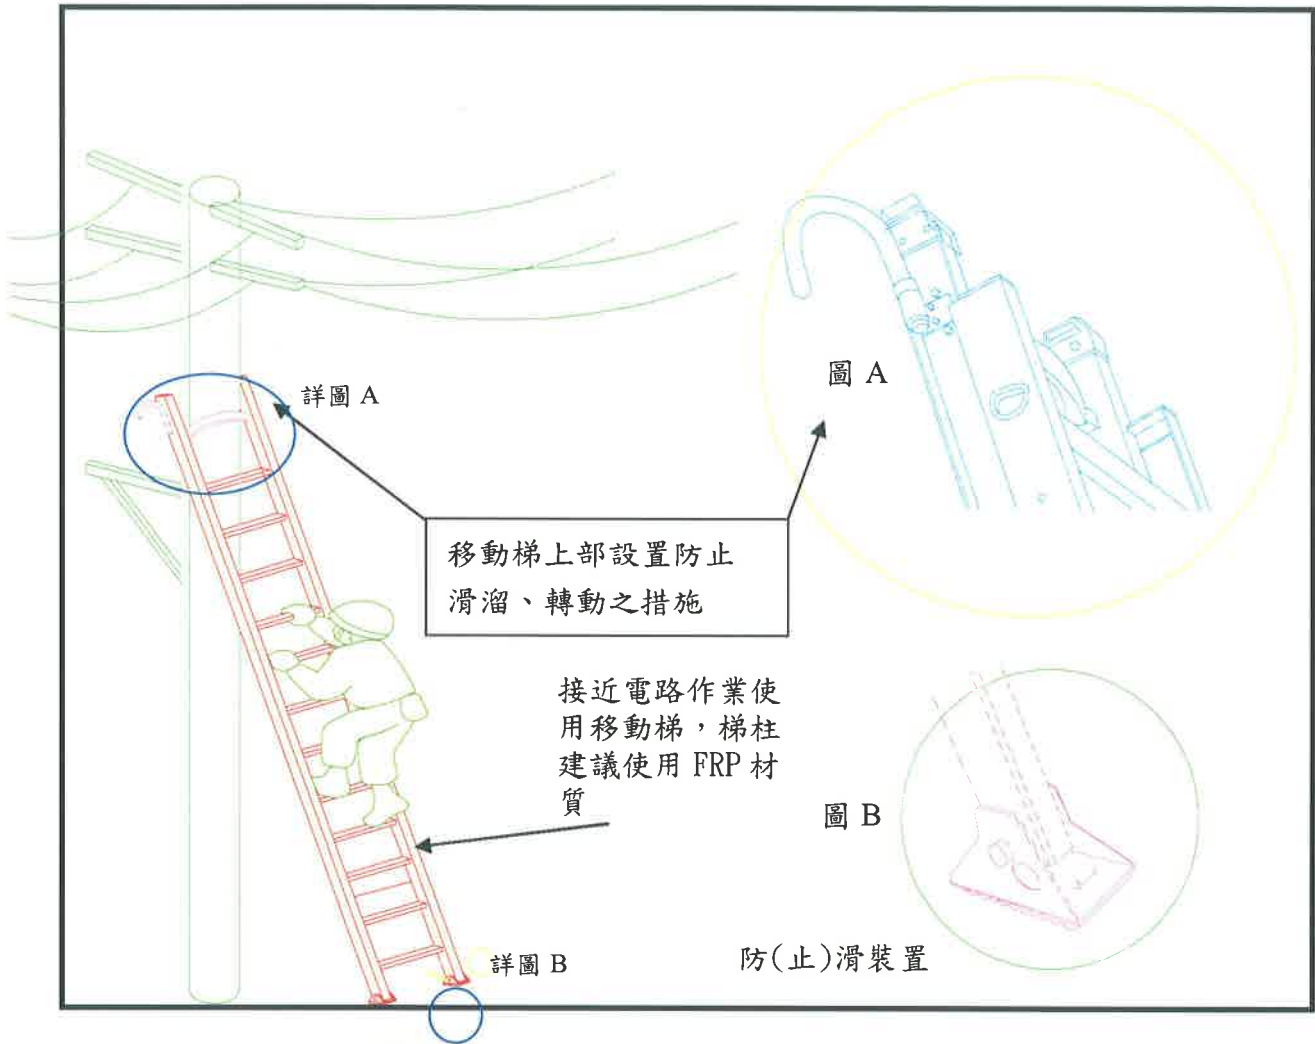 詳圖 A
圖 A
移動梯上部設置防止
滑溜、轉動之措施
接近電路作業使
用移動梯，梯柱
建議使用 FRP 材
質
圖 B
防(止)滑裝置
詳圖 B